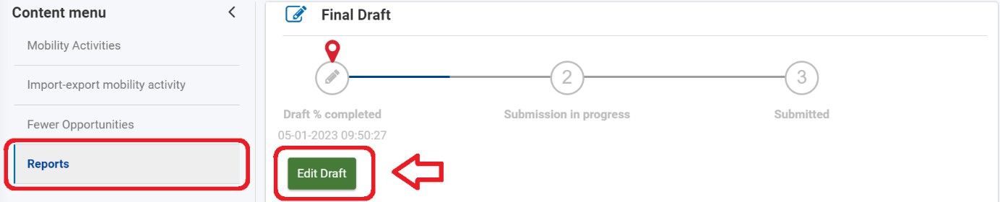 Content menu
Mobility Activities
Import-export mobility activity
Fewer Opportunities
Reports
Final Draft
2
3
Draft % completed
Submission in progress
Submitted
05-01-2023 09:50:27
Edit Draft